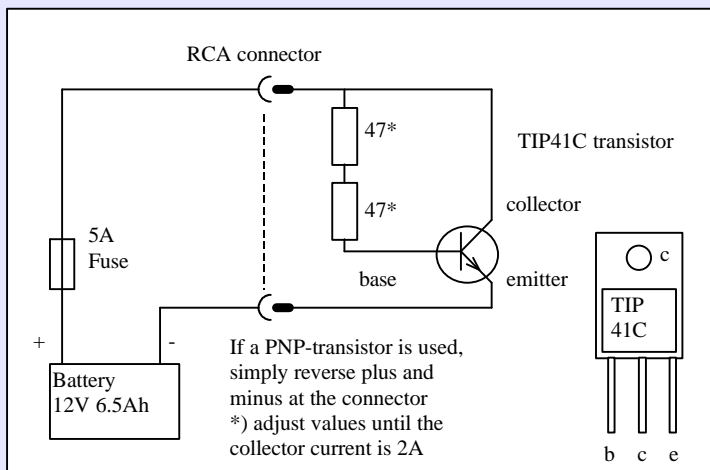 RCA connector
47*
TIP41C transistor
47*
collector
5A
Fuse
c
base
emitter
TIP
41C
+
-
If a PNP-transistor is used,
simply reverse plus and
minus at the connector
*) adjust values until the
collector current is 2A
Battery
12V 6.5Ah
b c e